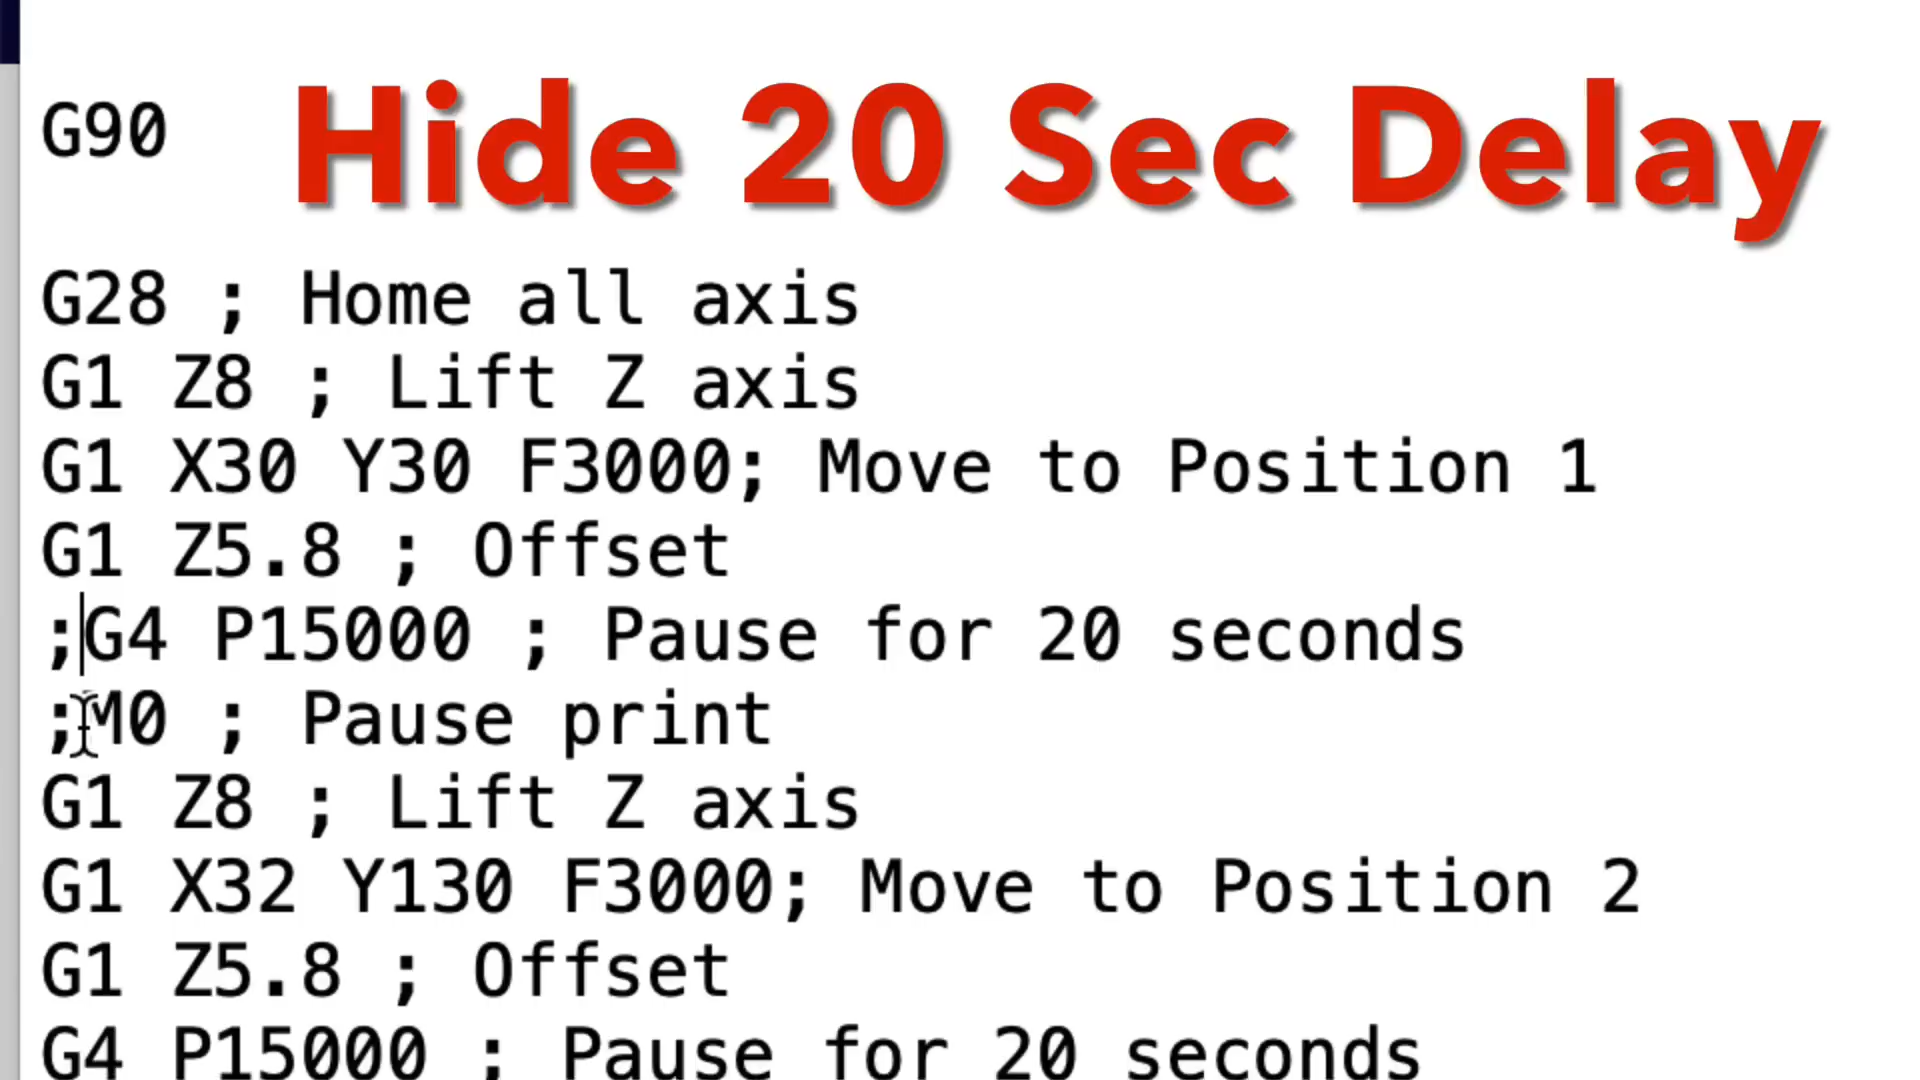 Hide 20 Sec Delay
G90
G28 ; Home all axis
G1 Z8 ; Lift Z axis
G1 X30 Y30 F3000; Move to Position 1
G1 Z5.8 ; Offset
;G4 P15000 ; Pause for 20 seconds
;M0 ; Pause print
G1 Z8 ; Lift Z axis
G1 X32 Y130 F3000; Move to Position 2
G1 Z5.8 ; Offset
G4 P15000 ; Pause for 20 seconds